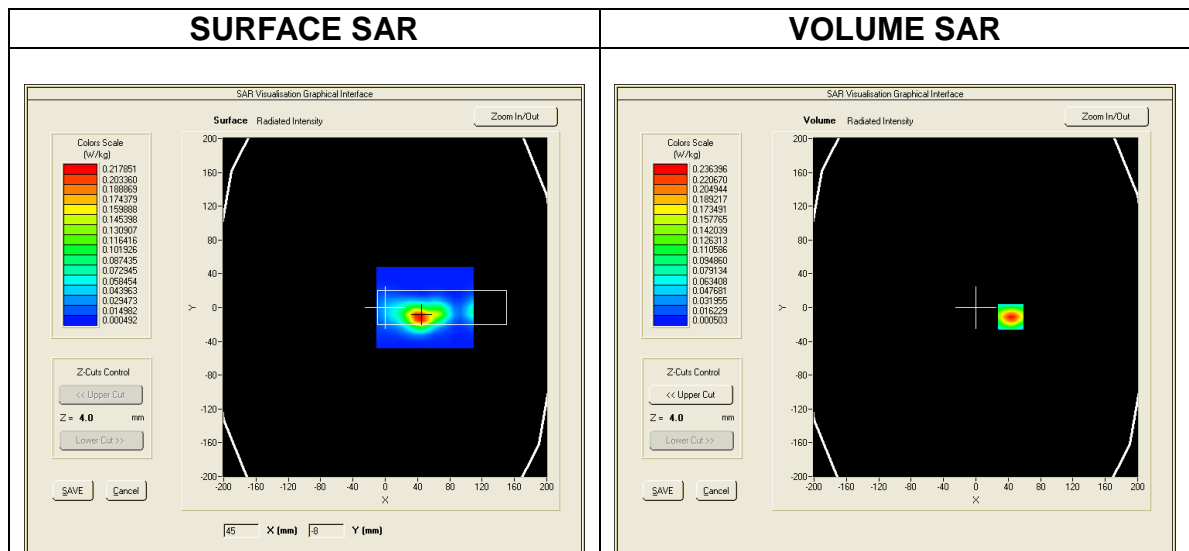 SURFACE SAR
VOLUME SAR
SAR Visualisation Graphical Interface
Surface Radiated Intensity
Zoom In/Out
Colors Scale
(W/kg)
0.217851
0.203360
0.188869
0.174379
0.159888
0.145398
0.130907
0.116416
0.101926
0.087435
0.072945
0.058454
0.043963
0.029473
0.014982
0.000492
Z-Cuts Control
<< Upper Cut
Z = 4.0 mm
Lower Cut >>
SAVE Cancel
200-
160-
120-
80-
40-
0-
-40-
-80-
-120-
-160-
-200-
Y
-200 -160 -120 -80 -40 0 40 80 120 160 200
X
45 X (mm) -8 Y (mm)
SAR Visualisation Graphical Interface
Volume Radiated Intensity
Zoom In/Out
Colors Scale
(W/kg)
0.236396
0.220670
0.204944
0.189217
0.173491
0.157765
0.142039
0.126313
0.110586
0.094860
0.079134
0.063408
0.047681
0.031955
0.016229
0.000503
Z-Cuts Control
<< Upper Cut
Z = 4.0 mm
Lower Cut >>
SAVE Cancel
200-
160-
120-
80-
40-
0-
-40-
-80-
-120-
-160-
-200-
Y
-200 -160 -120 -80 -40 0 40 80 120 160 200
X